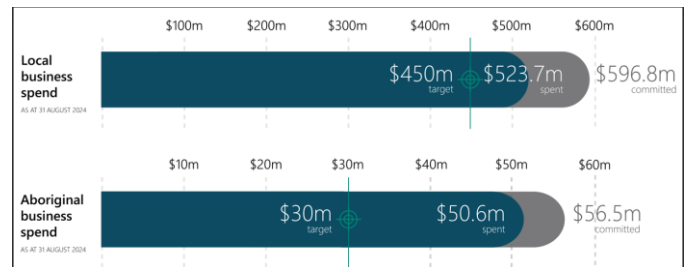 $100m $200m $300m $400m $500m $600m
Local
business
spend
AS AT 31 AUGUST 2024
$450m
target
$523.7m
spent
$596.8m
committed
$10m $20m $30m $40m $50m $60m
Aboriginal
business
spend
AS AT 31 AUGUST 2024
$30m
target
$50.6m
spent
$56.5m
committed